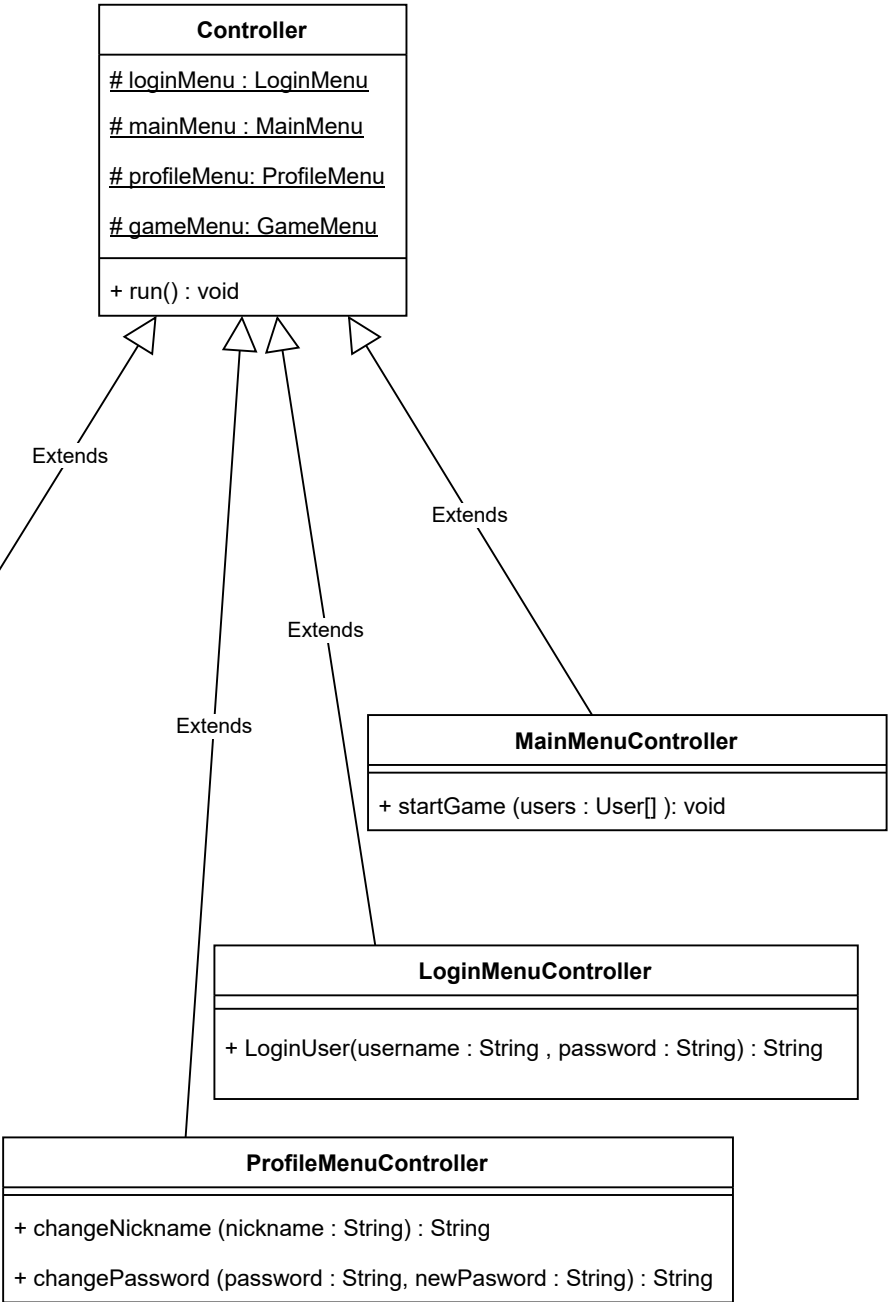 Controller
# loginMenu : LoginMenu
# mainMenu : MainMenu
# profileMenu: ProfileMenu
# gameMenu: GameMenu
+ run() : void
Extends
Extends
Extends
Extends
MainMenuController
+ startGame (users : User[] ): void
LoginMenuController
+ LoginUser(username : String , password : String) : String
ProfileMenuController
+ changeNickname (nickname : String) : String
+ changePassword (password : String, newPasword : String) : String